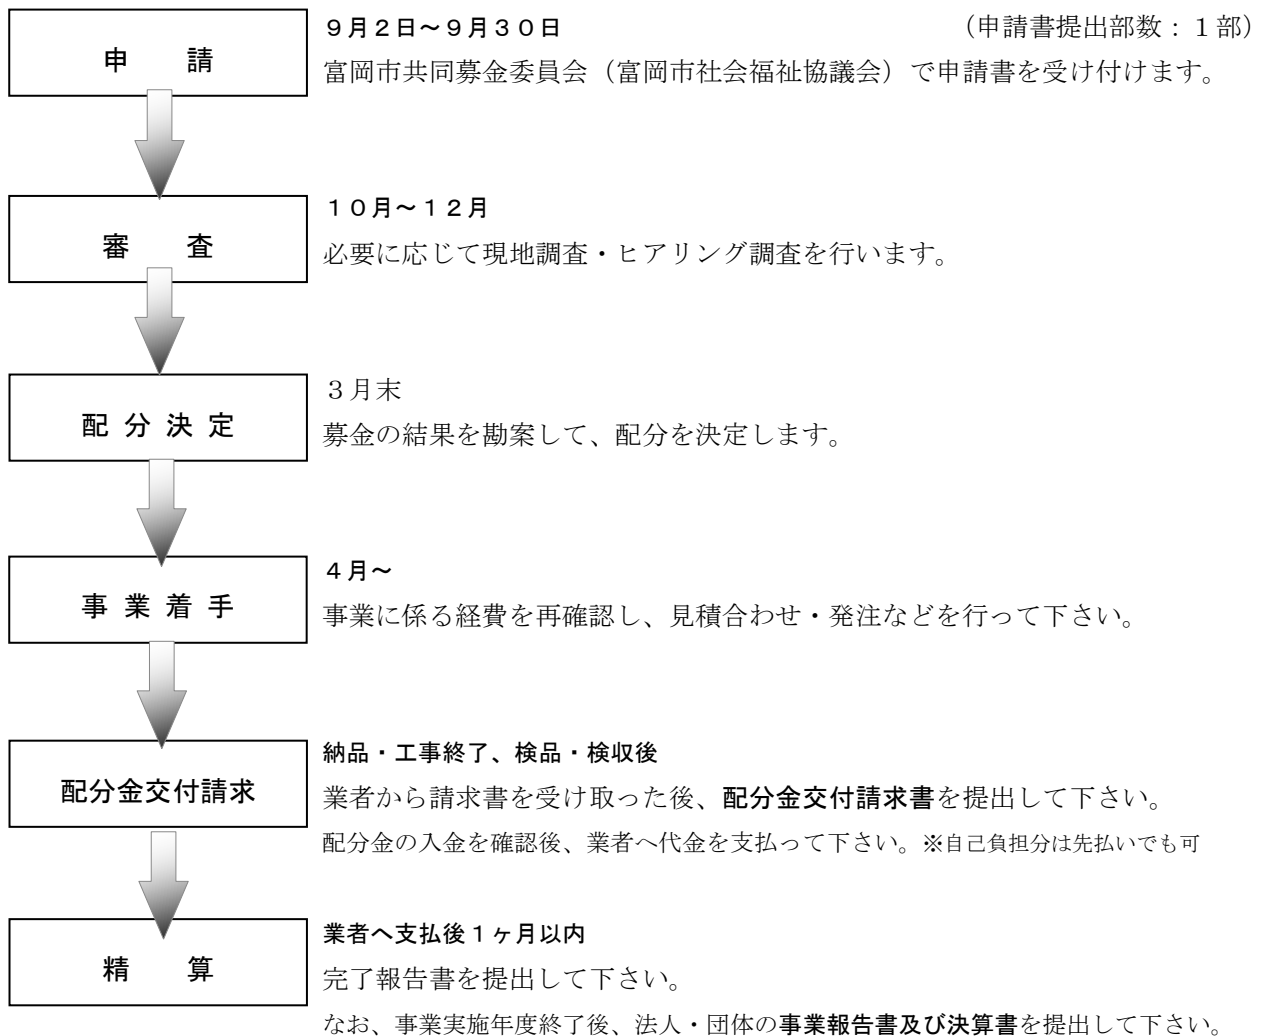 申　請
９月２日～９月３０日　（申請書提出部数：１部）
富岡市共同募金委員会（富岡市社会福祉協議会）で申請書を受け付けます。
審　査
１０月～１２月
必要に応じて現地調査・ヒアリング調査を行います。
配 分 決 定
３月末
募金の結果を勘案して、配分を決定します。
事 業 着 手
４月～
事業に係る経費を再確認し、見積合わせ・発注などを行って下さい。
配分金交付請求
納品・工事終了、検品・検収後
業者から請求書を受け取った後、配分金交付請求書を提出して下さい。
配分金の入金を確認後、業者へ代金を支払って下さい。※自己負担分は先払いでも可
精　算
業者へ支払後１ヶ月以内
完了報告書を提出して下さい。
なお、事業実施年度終了後、法人・団体の事業報告書及び決算書を提出して下さい。